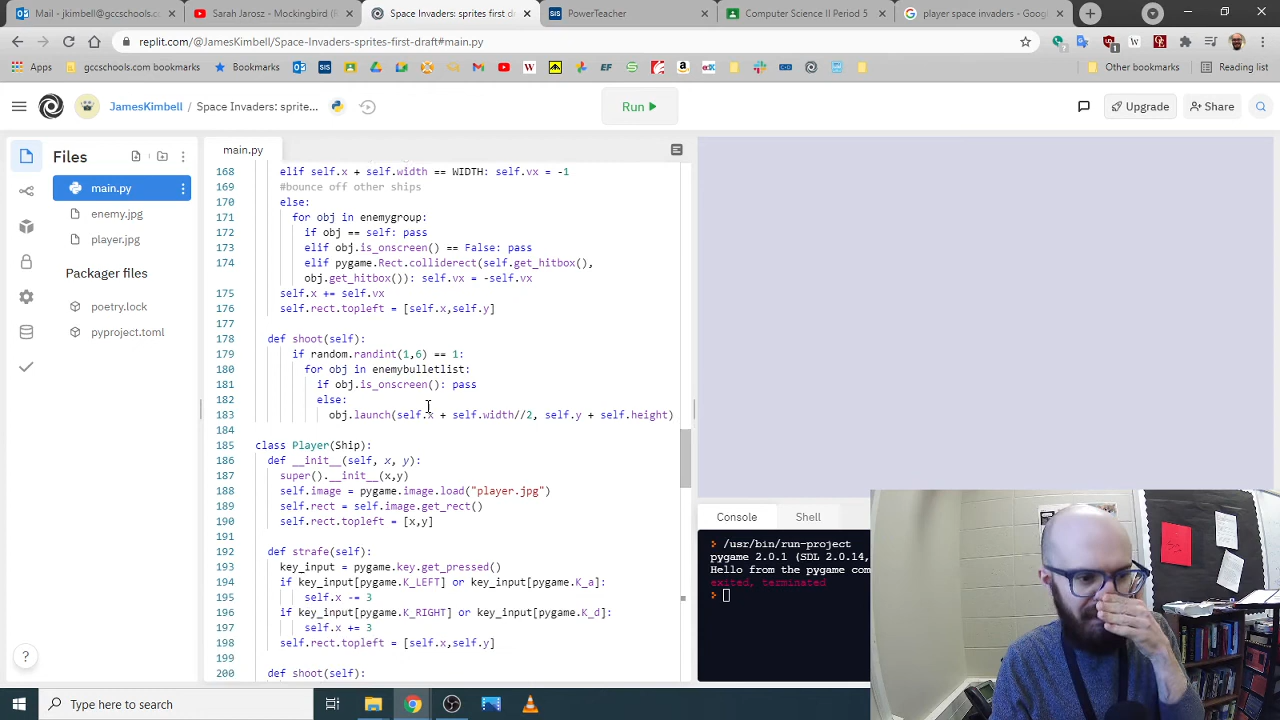 Mail - jkimbell@gccschools.com
Sarah Jarosz - Mockingbird (
Space Invaders: sprites first dra
PowerTeacher
Computer Science II Period 5
player space invaders - Goog
replit.com/@JamesKimbell/Space-Invaders-sprites-first-draft#main.py
Apps
gccschools.com bookmarks
Bookmarks
Other bookmarks
Reading list
JamesKimbell / Space Invaders: sprite...
Run
Upgrade
Share
Files
main.py
main.py
enemy.jpg
player.jpg
Packager files
poetry.lock
pyproject.toml
168 elif self.x + self.width == WIDTH: self.vx = -1
169 #bounce off other ships
170 else:
171 for obj in enemygroup:
172 if obj == self: pass
173 elif obj.is_onscreen() == False: pass
174 elif pygame.Rect.colliderect(self.get_hitbox(),
obj.get_hitbox()): self.vx = -self.vx
175 self.x += self.vx
176 self.rect.topleft = [self.x,self.y]
177
178 def shoot(self):
179 if random.randint(1,6) == 1:
180 for obj in enemybulletlist:
181 if obj.is_onscreen(): pass
182 else:
183 obj.launch(self.x + self.width//2, self.y + self.height)
184
185 class Player(Ship):
186 def __init__(self, x, y):
187 super().__init__(x,y)
188 self.image = pygame.image.load("player.jpg")
189 self.rect = self.image.get_rect()
190 self.rect.topleft = [x,y]
191
192 def strafe(self):
193 key_input = pygame.key.get_pressed()
194 if key_input[pygame.K_LEFT] or key_input[pygame.K_a]:
195 self.x -= 3
196 if key_input[pygame.K_RIGHT] or key_input[pygame.K_d]:
197 self.x += 3
198 self.rect.topleft = [self.x,self.y]
199
200 def shoot(self):
Console
Shell
/usr/bin/run-project
pygame 2.0.1 (SDL 2.0.14,
Hello from the pygame com
exited, terminated
Type here to search